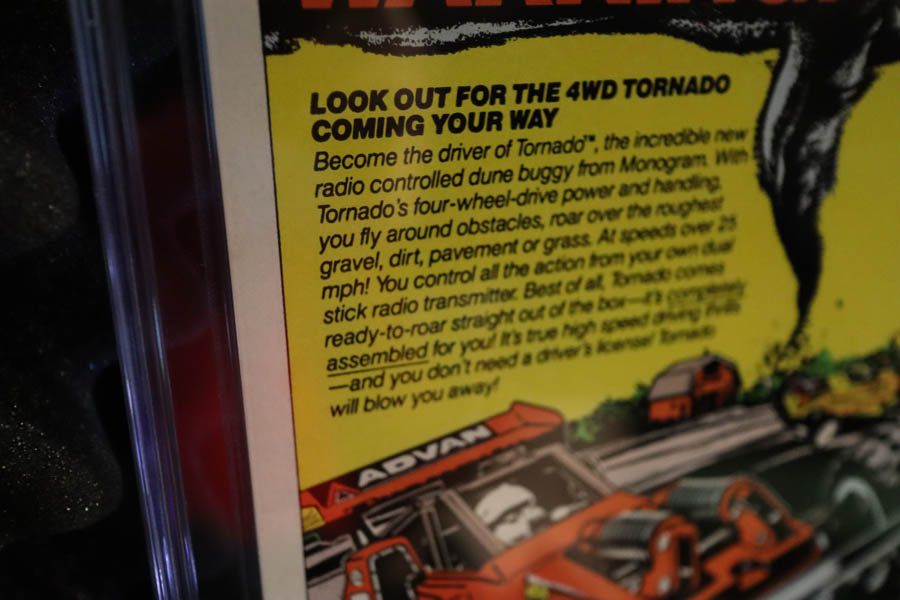 WARNING!
LOOK OUT FOR THE 4WD TORNADO
COMING YOUR WAY
Become the driver of Tornado™, the incredible new
radio controlled dune buggy from Monogram. With
Tornado's four-wheel-drive power and handling,
you fly around obstacles, roar over the roughest
gravel, dirt, pavement or grass. At speeds over 25
mph! You control all the action from your own dual
stick radio transmitter. Best of all, Tornado comes
ready-to-roar straight out of the box—it's completely
assembled for you! It's true high speed driving thrills
—and you don't need a driver's license! Tornado
will blow you away!
ADVAN